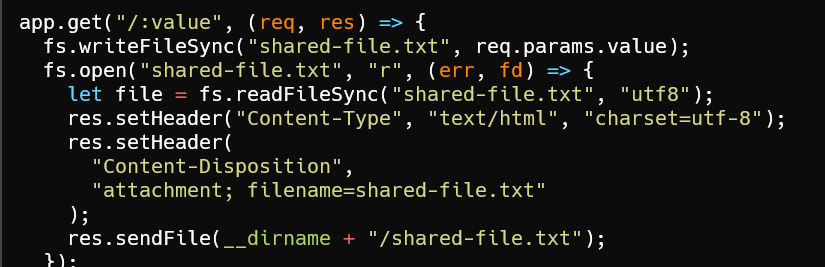 app.get("/:value", (req, res) => {
  fs.writeFileSync("shared-file.txt", req.params.value);
  fs.open("shared-file.txt", "r", (err, fd) => {
    let file = fs.readFileSync("shared-file.txt", "utf8");
    res.setHeader("Content-Type", "text/html", "charset=utf-8");
    res.setHeader(
      "Content-Disposition",
      "attachment; filename=shared-file.txt"
    );
    res.sendFile(__dirname + "/shared-file.txt");
  });